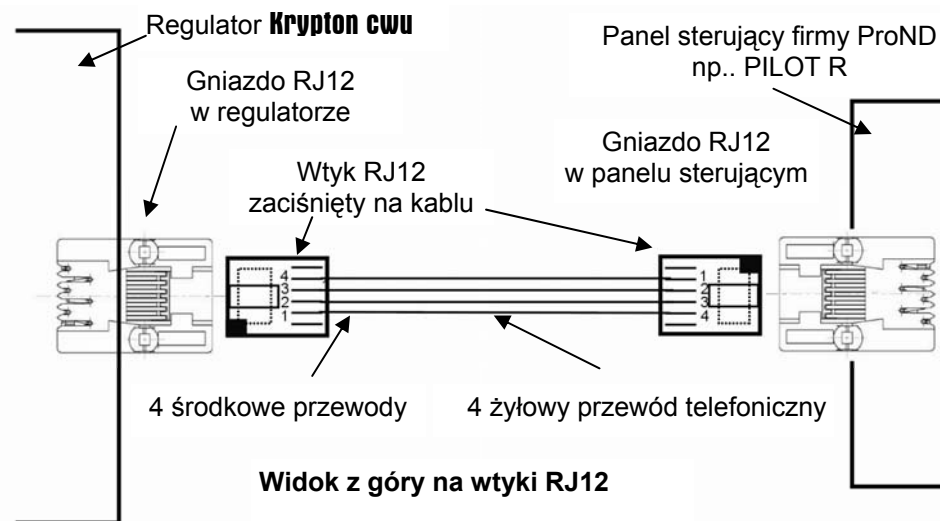 Regulator Krypton cwu
Panel sterujący firmy ProND
np.. PILOT R
Gniazdo RJ12
w regulatorze
Gniazdo RJ12
w panelu sterującym
Wtyk RJ12
zaciśnięty na kablu
4
3
2
1
1
2
3
4
4 środkowe przewody
4 żyłowy przewód telefoniczny
Widok z góry na wtyki RJ12